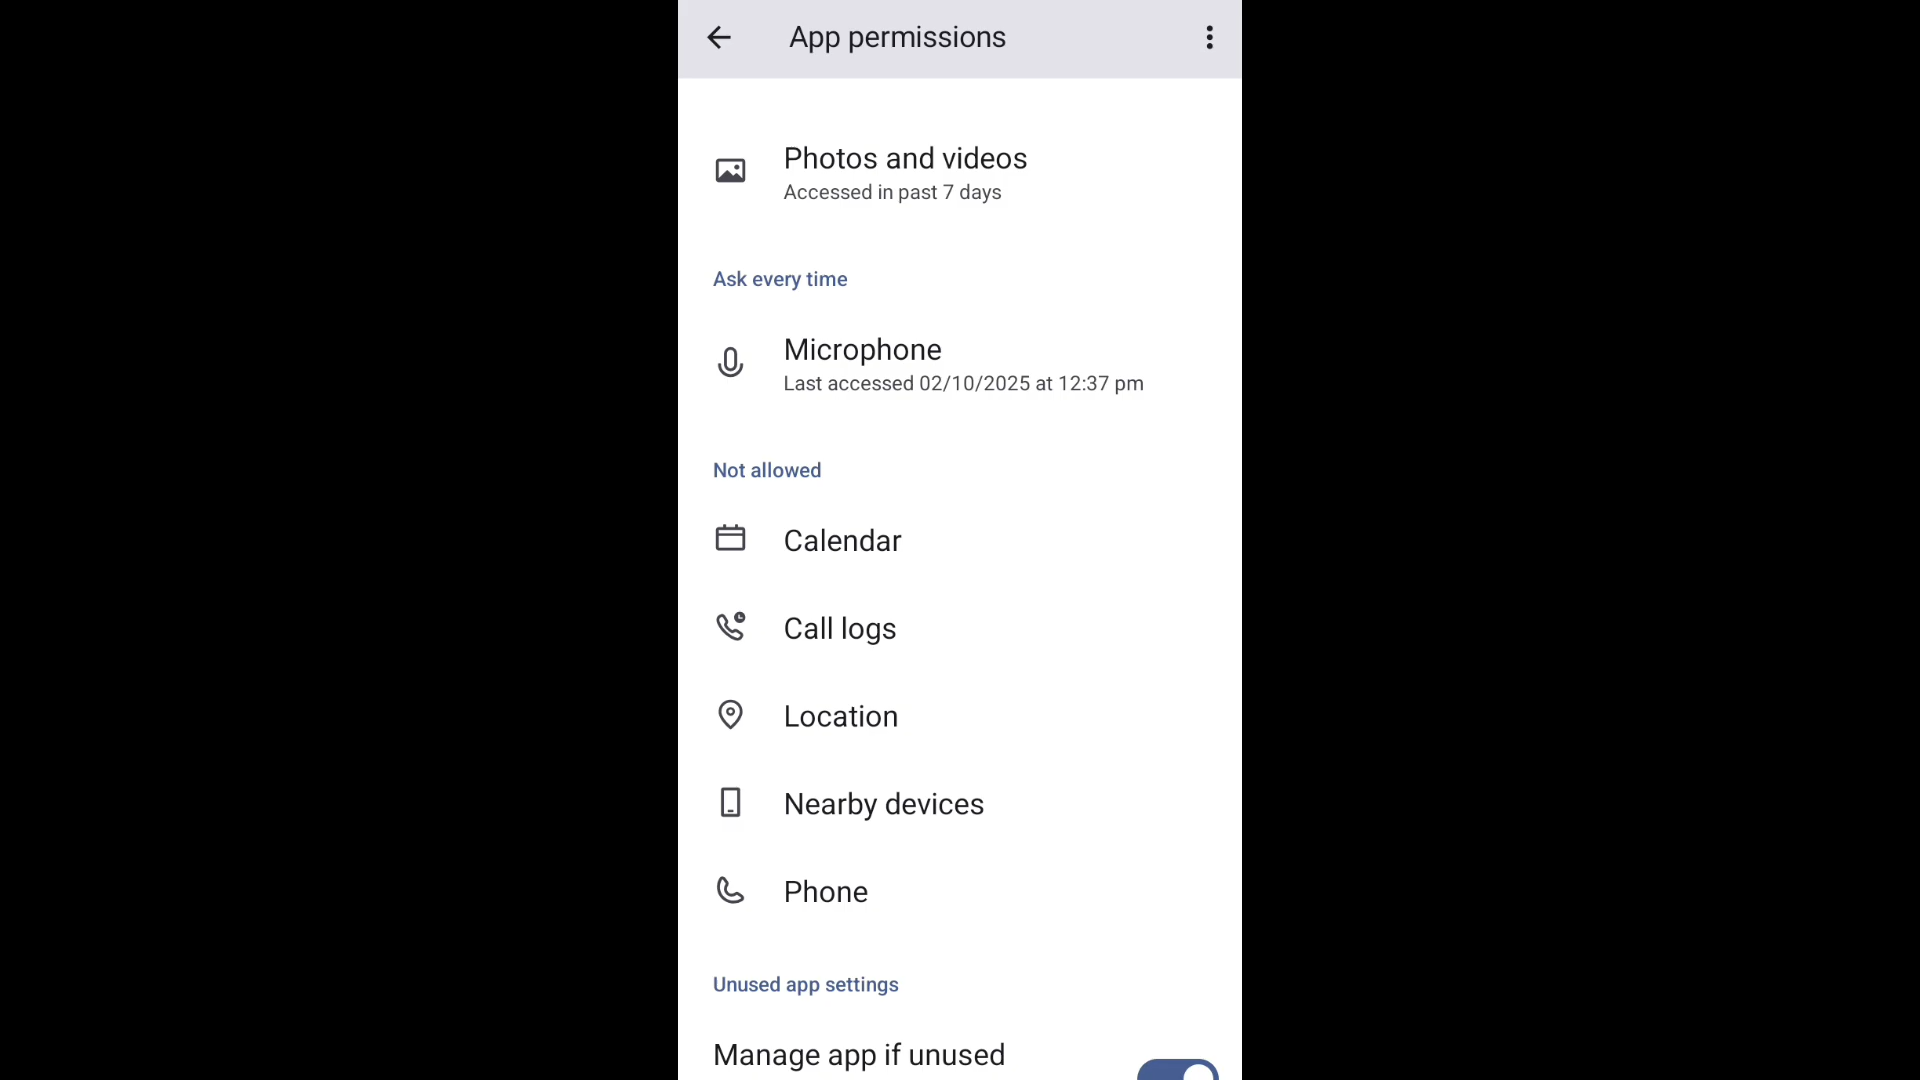 App permissions
Photos and videos
Accessed in past 7 days
Ask every time
Microphone
Last accessed 02/10/2025 at 12:37 pm
Not allowed
Calendar
Call logs
Location
Nearby devices
Phone
Unused app settings
Manage app if unused